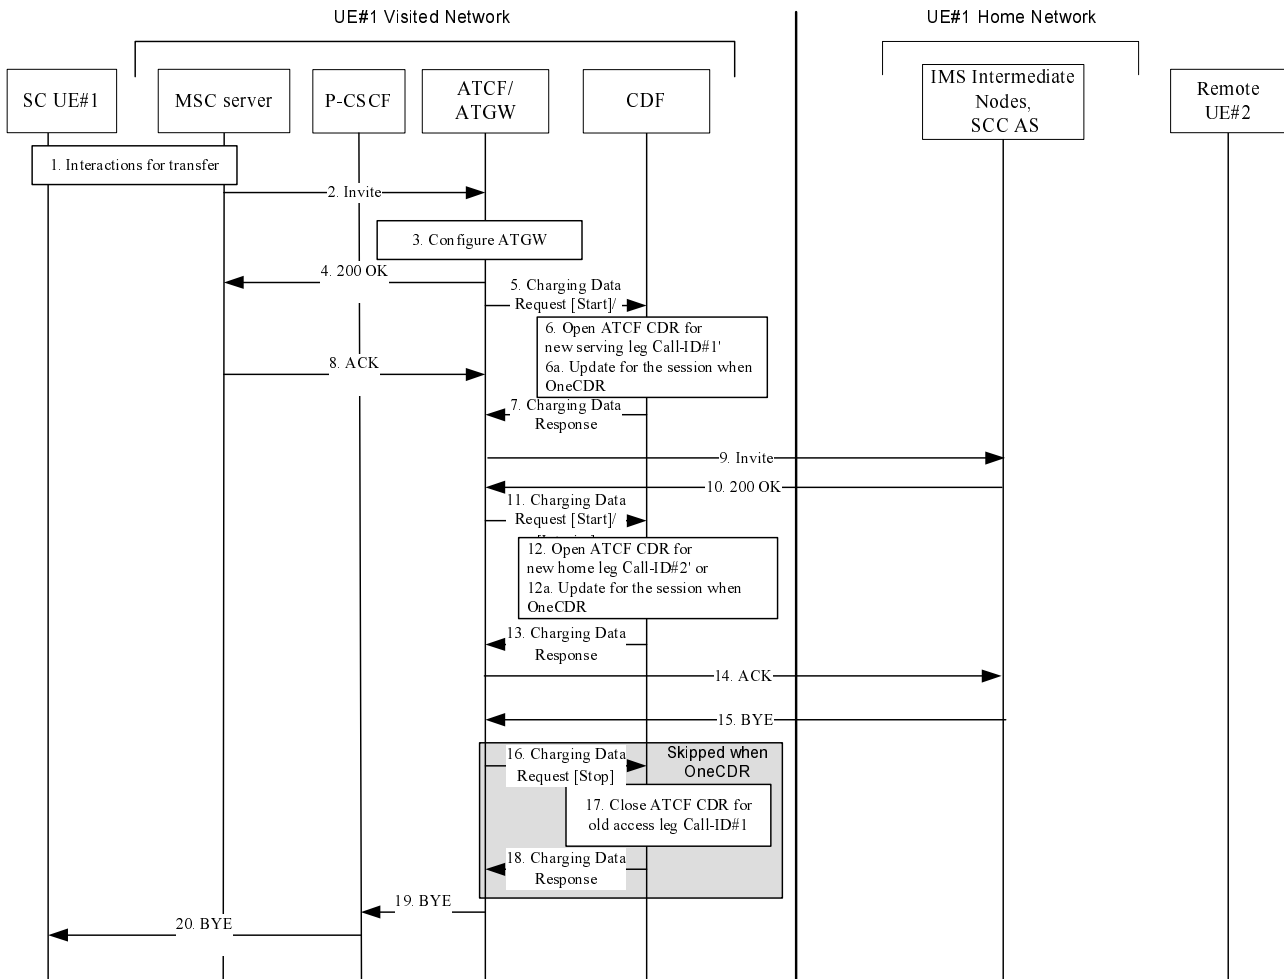 UE#1 Visited Network
UE#1 Home Network
SC UE#1
MSC server
P-CSCF
ATCF/
ATGW
CDF
IMS Intermediate
Nodes,
SCC AS
Remote
UE#2
1. Interactions for transfer
2. Invite
3. Configure ATGW
4. 200 OK
5. Charging Data
Request [Start]/
6. Open ATCF CDR for
new serving leg Call-ID#1'
6a. Update for the session when
OneCDR
8. ACK
7. Charging Data
Response
9. Invite
10. 200 OK
11. Charging Data
Request [Start]/
12. Open ATCF CDR for
new home leg Call-ID#2' or
12a. Update for the session when
OneCDR
13. Charging Data
Response
14. ACK
15. BYE
16. Charging Data
Request [Stop]
Skipped when
OneCDR
17. Close ATCF CDR for
old access leg Call-ID#1
18. Charging Data
Response
19. BYE
20. BYE